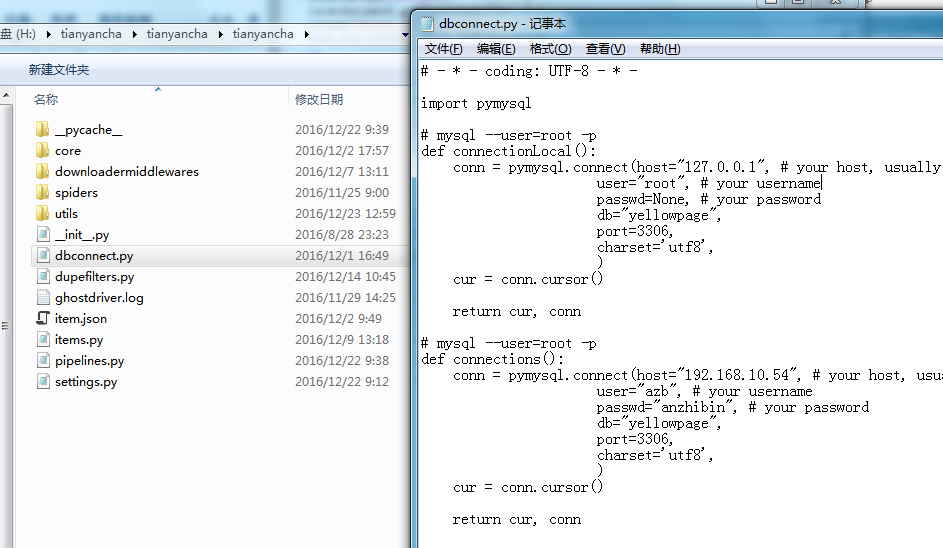 盘 (H:) ▸ tianyancha ▸ tianyancha ▸ tianyancha ▸
新建文件夹
名称 修改日期
__pycache__ 2016/12/22 9:39
core 2016/12/2 17:57
downloadermiddlewares 2016/12/7 13:11
spiders 2016/11/25 9:00
utils 2016/12/23 12:59
__init__.py 2016/8/28 23:23
dbconnect.py 2016/12/1 16:49
dupefilters.py 2016/12/14 10:45
ghostdriver.log 2016/11/29 14:25
item.json 2016/12/2 9:49
items.py 2016/12/9 13:18
pipelines.py 2016/12/22 9:38
settings.py 2016/12/22 9:12
dbconnect.py - 记事本
文件(F) 编辑(E) 格式(O) 查看(V) 帮助(H)
# - * - coding: UTF-8 - * -
import pymysql
# mysql --user=root -p
def connectionLocal():
    conn = pymysql.connect(host="127.0.0.1", # your host, usually
                      user="root", # your username
                      passwd=None, # your password
                      db="yellowpage",
                      port=3306,
                      charset='utf8',
                      )
    cur = conn.cursor()
    return cur, conn
# mysql --user=root -p
def connections():
    conn = pymysql.connect(host="192.168.10.54", # your host, usu
                      user="azb", # your username
                      passwd="anzhibin", # your password
                      db="yellowpage",
                      port=3306,
                      charset='utf8',
                      )
    cur = conn.cursor()
    return cur, conn